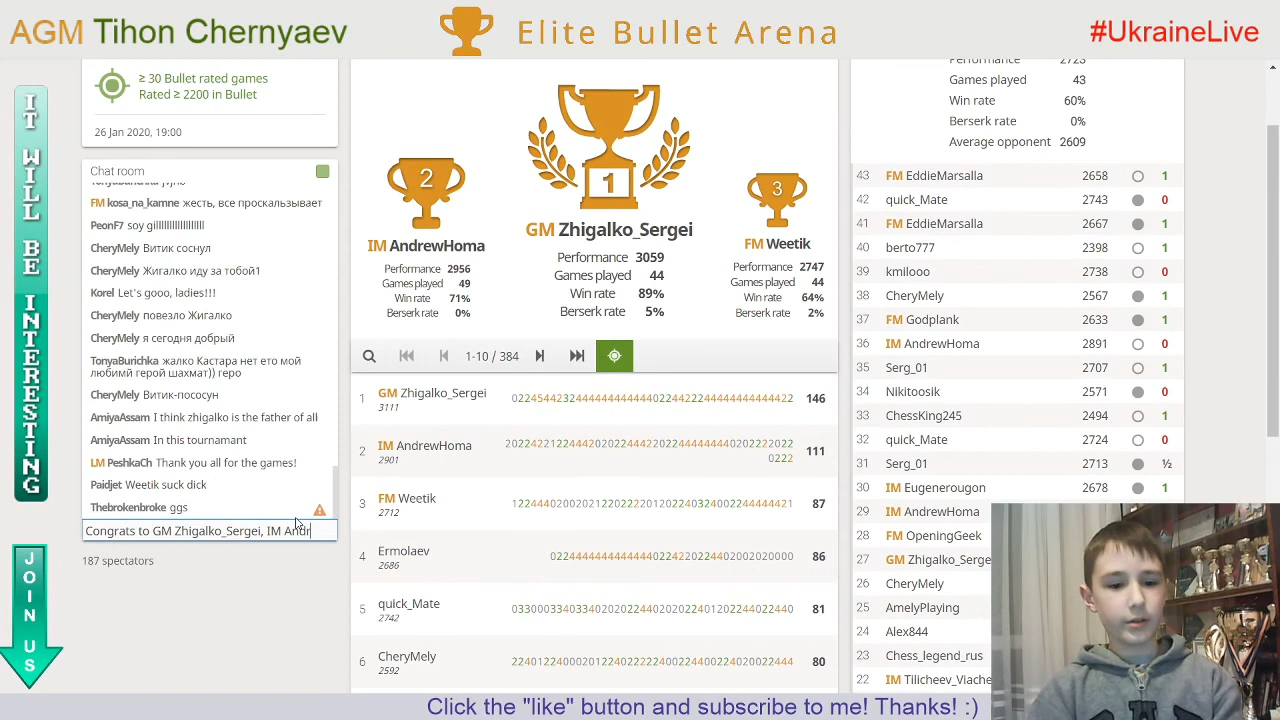 AGM Tihon Chernyaev
Elite Bullet Arena
#UkraineLive
IT WILL BE INTERESTING
JOIN US
≥ 30 Bullet rated games
Rated ≥ 2200 in Bullet
26 Jan 2020, 19:00
Chat room
FM kosa_na_kamne жесть, все проскальзывает
PeonF7 soy gilllllllllllllllllll
CheryMely Витик соснул
CheryMely Жигалко иду за тобой1
Korel Let's gooo, ladies!!!
CheryMely повезло Жигалко
CheryMely я сегодня добрый
TonyaBurichka жалко Кастара нет ето мой
любимй герой шахмат)) геро
CheryMely Витик-пососун
AmiyaAssam I think zhigalko is the father of all
AmiyaAssam In this tournamant
LM PeshkaCh Thank you all for the games!
Paidjet Weetik suck dick
Thebrokenbroke ggs
Congrats to GM Zhigalko_Sergei, IM Andr
187 spectators
2
IM AndrewHoma
Performance 2956
Games played 49
Win rate 71%
Berserk rate 0%
1
GM Zhigalko_Sergei
Performance 3059
Games played 44
Win rate 89%
Berserk rate 5%
3
FM Weetik
Performance 2747
Games played 44
Win rate 64%
Berserk rate 2%
1-10 / 384
1 GM Zhigalko_Sergei 146
3111
2 IM AndrewHoma 111
2901
3 FM Weetik 87
2712
4 Ermolaev 86
2686
5 quick_Mate 81
2742
6 CheryMely 80
2592
Performance 2723
Games played 43
Win rate 60%
Berserk rate 0%
Average opponent 2609
43 FM EddieMarsalla 2658 1
42 quick_Mate 2743 0
41 FM EddieMarsalla 2667 1
40 berto777 2398 1
39 kmilooo 2738 0
38 CheryMely 2567 1
37 FM Godplank 2633 1
36 IM AndrewHoma 2891 0
35 Serg_01 2707 1
34 Nikitoosik 2571 0
33 ChessKing245 2494 1
32 quick_Mate 2724 0
31 Serg_01 2713 ½
30 IM Eugenerougon 2678 1
29 IM AndrewHoma
28 FM OpeningGeek
27 GM Zhigalko_Serge
26 CheryMely
25 AmelyPlaying
24 Alex844
23 Chess_legend_rus
22 IM Tilicheev_Viache
Click the "like" button and subscribe to me! Thanks! :)